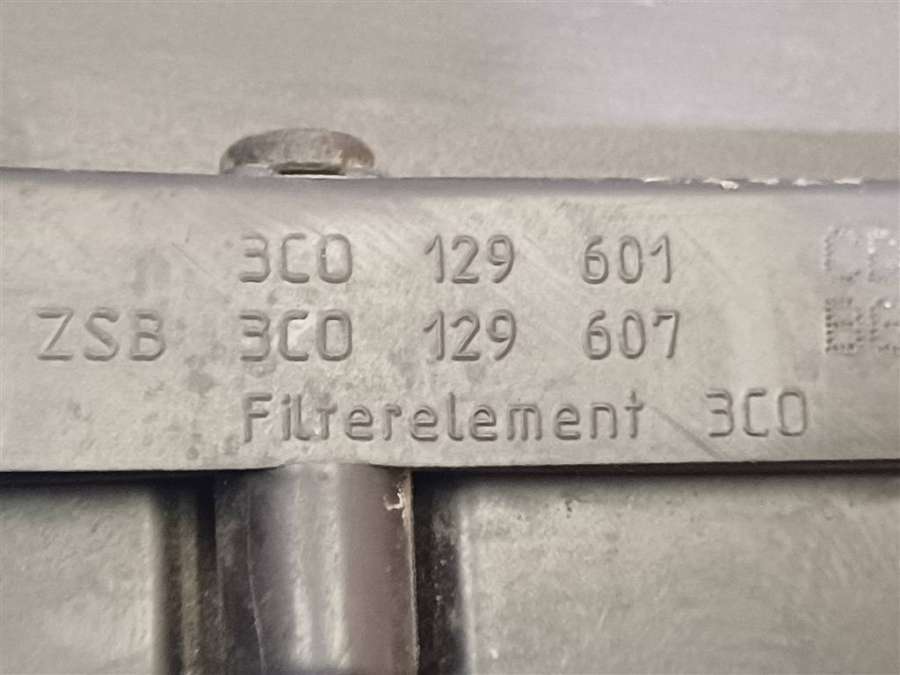 3C0 129 601
ZSB 3C0 129 607
Filterelement 3C0